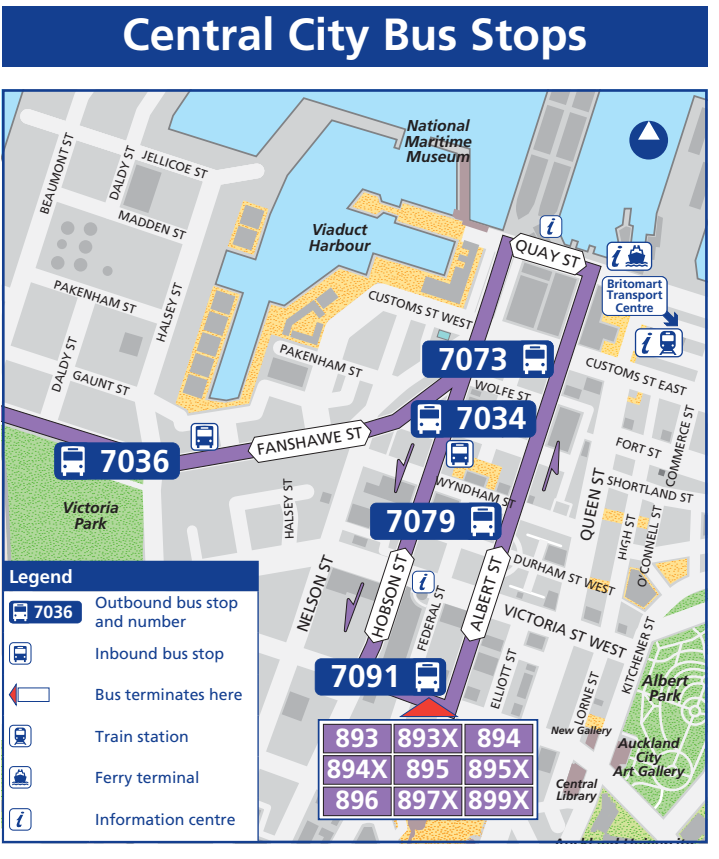 Central City Bus Stops
National
Maritime
Museum
BEAUMONT ST
DALDY ST
JELLICOE ST
MADDEN ST
Viaduct
Harbour
i
QUAY ST
i
Britomart
Transport
Centre
i
PAKENHAM ST
HALSEY ST
CUSTOMS ST WEST
DALDY ST
GAUNT ST
PAKENHAM ST
7073
CUSTOMS ST EAST
WOLFE ST
7034
FANSHAWE ST
7036
FORT ST
COMMERCE ST
Victoria
Park
HALSEY ST
WYNDHAM ST
QUEEN ST
SHORTLAND ST
7079
HIGH ST
O'CONNELL ST
NELSON ST
HOBSON ST
i
FEDERAL ST
ALBERT ST
DURHAM ST WEST
VICTORIA ST WEST
KITCHENER ST
7091
ELLIOTT ST
LORNE ST
Albert
Park
New Gallery
Auckland
City
Art Gallery
Central
Library
893 893X 894
894X 895 895X
896 897X 899X
Legend
7036 Outbound bus stop
and number
Inbound bus stop
Bus terminates here
Train station
Ferry terminal
i Information centre